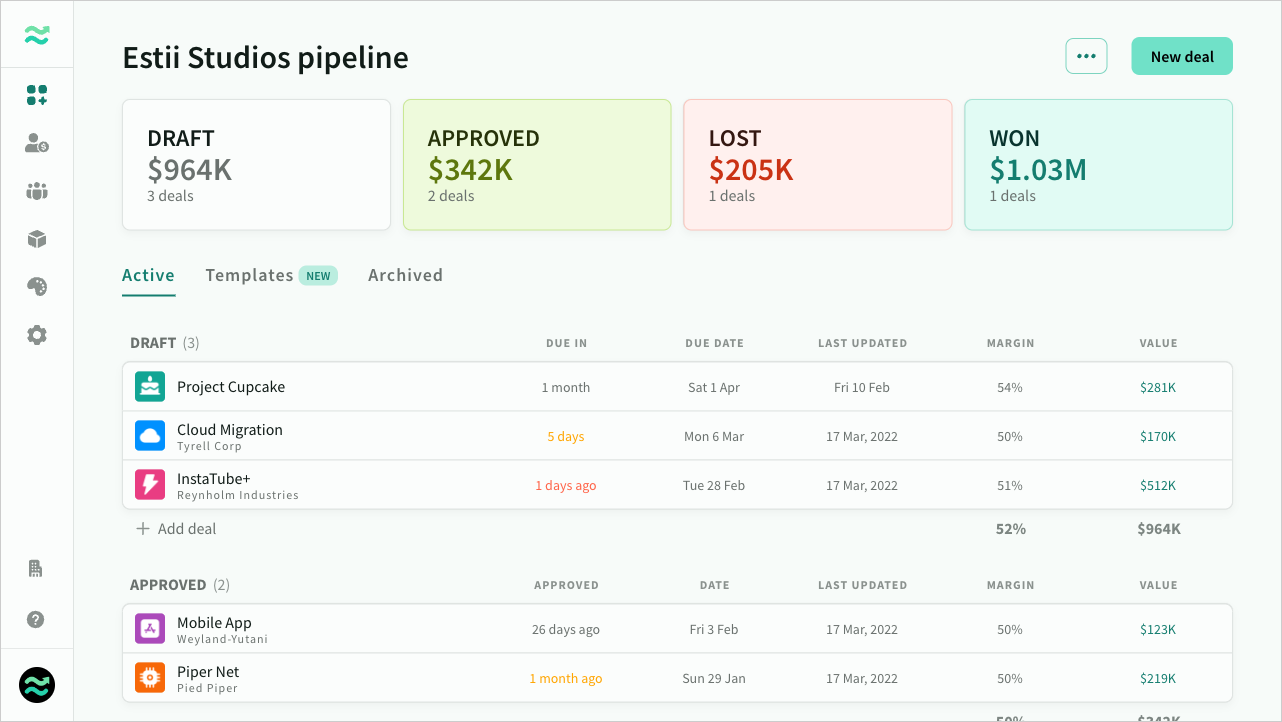 Estii Studios pipeline
New deal
DRAFT
$964K
3 deals
APPROVED
$342K
2 deals
LOST
$205K
1 deals
WON
$1.03M
1 deals
Active Templates NEW Archived
DRAFT (3) DUE IN DUE DATE LAST UPDATED MARGIN VALUE
Project Cupcake 1 month Sat 1 Apr Fri 10 Feb 54% $281K
Cloud Migration
Tyrell Corp
5 days Mon 6 Mar 17 Mar, 2022 50% $170K
InstaTube+
Reynholm Industries
1 days ago Tue 28 Feb 17 Mar, 2022 51% $512K
Add deal 52% $964K
APPROVED (2) APPROVED DATE LAST UPDATED MARGIN VALUE
Mobile App
Weyland-Yutani
26 days ago Fri 3 Feb 17 Mar, 2022 50% $123K
Piper Net
Pied Piper
1 month ago Sun 29 Jan 17 Mar, 2022 50% $219K
50% $342K